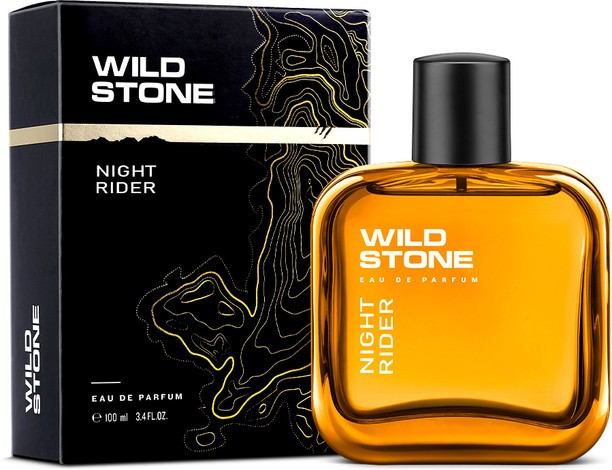 WILD
STONE
NIGHT
RIDER
EAU DE PARFUM
℮ 100 ml 3.4 FL.OZ.
WILD
STONE
WILD
STONE
EAU DE PARFUM
NIGHT
RIDER